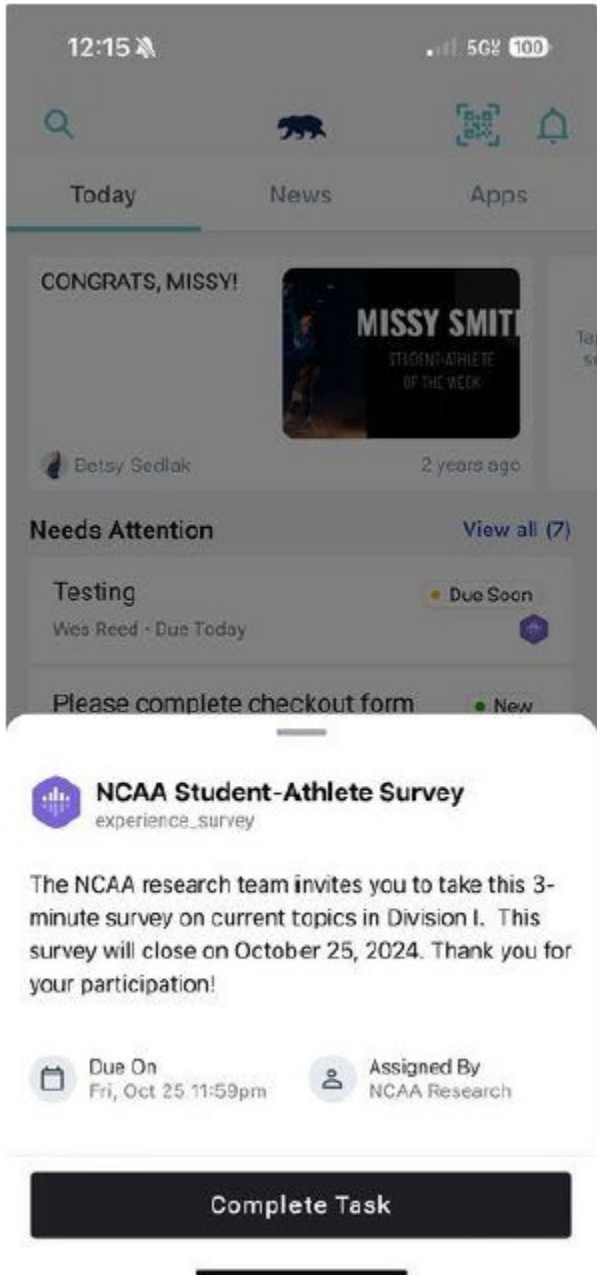 12:15
5G 100
Today News Apps
CONGRATS, MISSY!
MISSY SMIT
STUDENT-ATHLETE
OF THE WEEK
Betsy Sedlak 2 years ago
Needs Attention View all (7)
Testing Due Soon
Wes Reed · Due Today
Please complete checkout form New
NCAA Student-Athlete Survey
experience_survey
The NCAA research team invites you to take this 3-
minute survey on current topics in Division I. This
survey will close on October 25, 2024. Thank you for
your participation!
Due On Assigned By
Fri, Oct 25 11:59pm NCAA Research
Complete Task